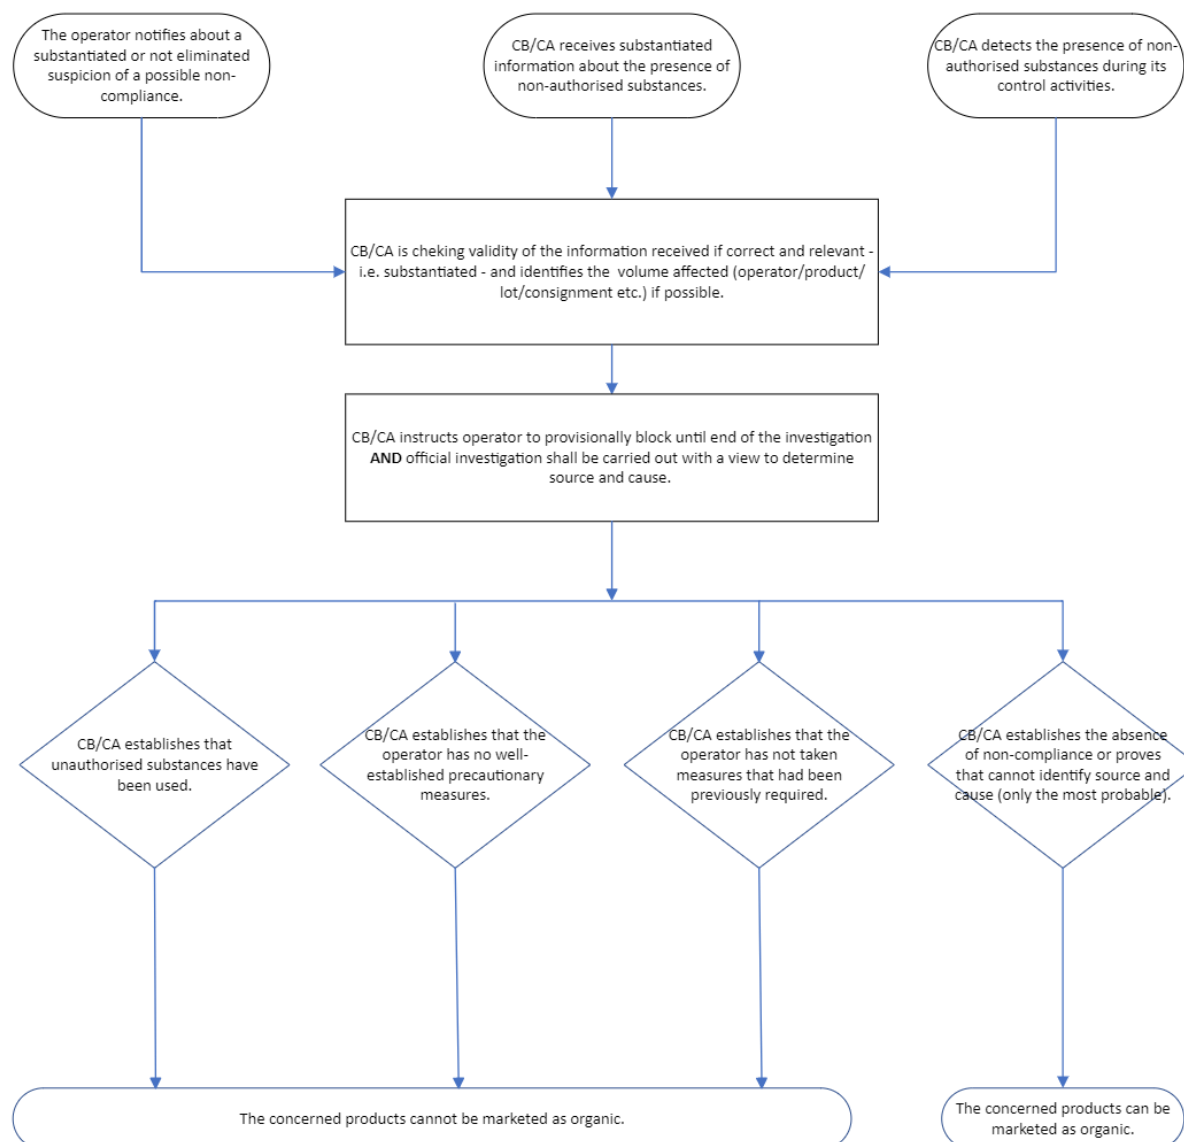 The operator notifies about a
substantiated or not eliminated
suspicion of a possible non-
compliance.
CB/CA receives substantiated
information about the presence of
non-authorised substances.
CB/CA detects the presence of non-
authorised substances during its
control activities.
CB/CA is cheking validity of the information received if correct and relevant -
i.e. substantiated - and identifies the volume affected (operator/product/
lot/consignment etc.) if possible.
CB/CA instructs operator to provisionally block until end of the investigation
AND official investigation shall be carried out with a view to determine
source and cause.
CB/CA establishes that
unauthorised substances have
been used.
CB/CA establishes that the
operator has no well-
established precautionary
measures.
CB/CA establishes that the
operator has not taken
measures that had been
previously required.
CB/CA establishes the absence
of non-compliance or proves
that cannot identify source and
cause (only the most probable).
The concerned products cannot be marketed as organic.
The concerned products can be
marketed as organic.